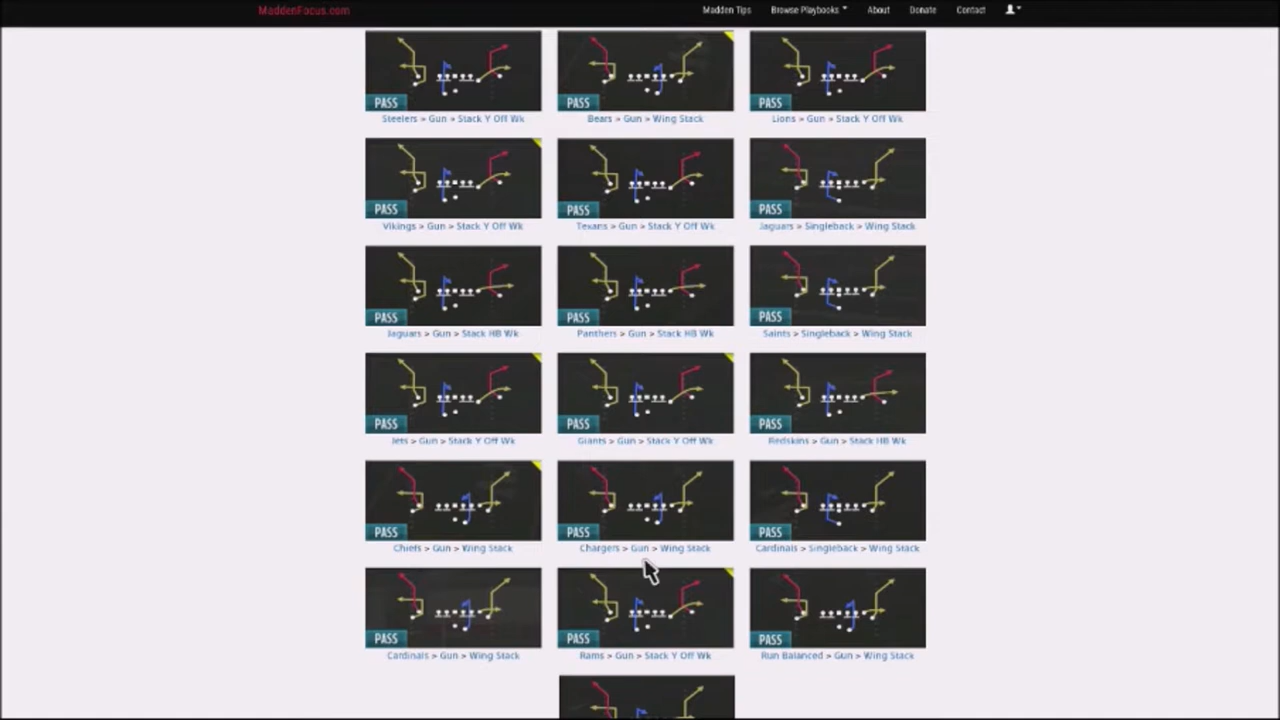 MaddenFocus.com
Madden Tips Browse Playbooks About Donate Contact
PASS PASS PASS
Steelers > Gun > Stack Y Off Wk Bears > Gun > Wing Stack Lions > Gun > Stack Y Off Wk
PASS PASS PASS
Vikings > Gun > Stack Y Off Wk Texans > Gun > Stack Y Off Wk Jaguars > Singleback > Wing Stack
PASS PASS PASS
Jaguars > Gun > Stack HB Wk Panthers > Gun > Stack HB Wk Saints > Singleback > Wing Stack
PASS PASS PASS
Jets > Gun > Stack Y Off Wk Giants > Gun > Stack Y Off Wk Redskins > Gun > Stack HB Wk
PASS PASS PASS
Chiefs > Gun > Wing Stack Chargers > Gun > Wing Stack Cardinals > Singleback > Wing Stack
PASS PASS PASS
Cardinals > Gun > Wing Stack Rams > Gun > Stack Y Off Wk Run Balanced > Gun > Wing Stack